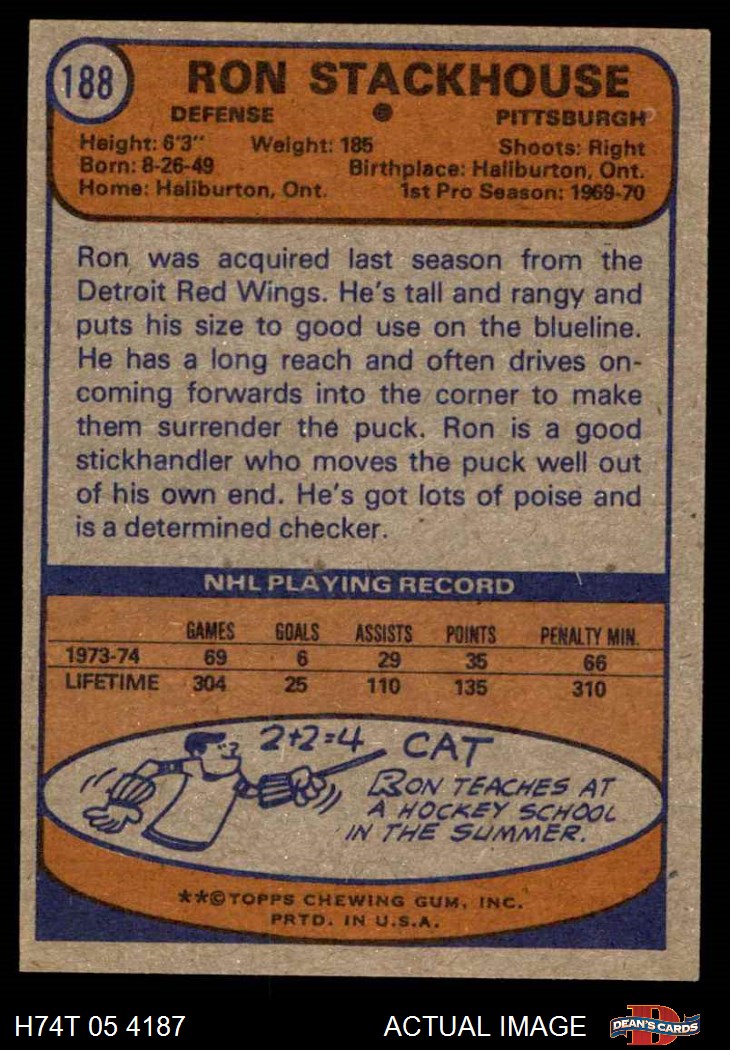 188
RON STACKHOUSE
DEFENSE ● PITTSBURGH
Height: 6'3" Weight: 185 Shoots: Right
Born: 8-26-49 Birthplace: Haliburton, Ont.
Home: Haliburton, Ont. 1st Pro Season: 1969-70
Ron was acquired last season from the
Detroit Red Wings. He's tall and rangy and
puts his size to good use on the blueline.
He has a long reach and often drives on-
coming forwards into the corner to make
them surrender the puck. Ron is a good
stickhandler who moves the puck well out
of his own end. He's got lots of poise and
is a determined checker.
NHL PLAYING RECORD
GAMES GOALS ASSISTS POINTS PENALTY MIN.
1973-74 69 6 29 35 66
LIFETIME 304 25 110 135 310
2+2=4 CAT
RON TEACHES AT
A HOCKEY SCHOOL
IN THE SUMMER.
**©TOPPS CHEWING GUM, INC.
PRTD. IN U.S.A.
H74T 05 4187 ACTUAL IMAGE
D
DEAN'S CARDS